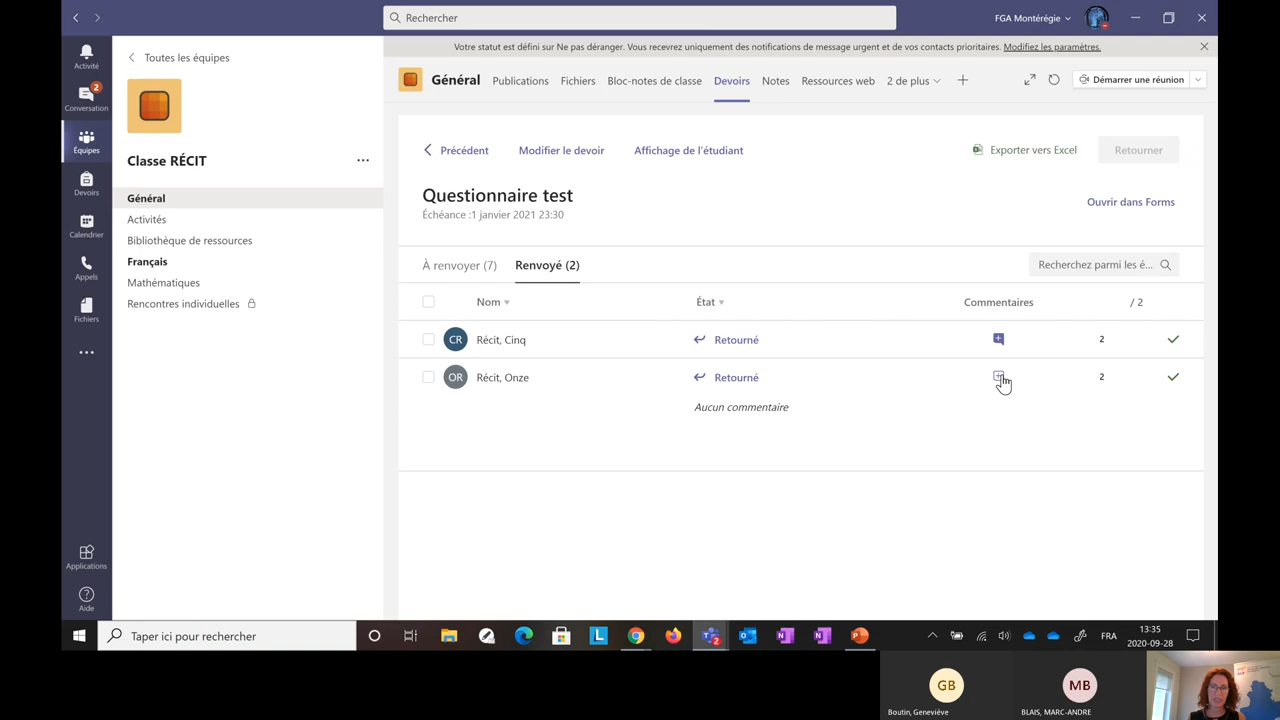 Rechercher
FGA Montérégie
Votre statut est défini sur Ne pas déranger. Vous recevrez uniquement des notifications de message urgent et de vos contacts prioritaires. Modifiez les paramètres.
Activité
2
Conversation
Équipes
Devoirs
Calendrier
Appels
Fichiers
Applications
Aide
Toutes les équipes
Classe RÉCIT
Général
Activités
Bibliothèque de ressources
Français
Mathématiques
Rencontres individuelles
Général Publications Fichiers Bloc-notes de classe Devoirs Notes Ressources web 2 de plus Démarrer une réunion
Précédent Modifier le devoir Affichage de l'étudiant Exporter vers Excel Retourner
Questionnaire test
Échéance :1 janvier 2021 23:30
Ouvrir dans Forms
À renvoyer (7) Renvoyé (2) Recherchez parmi les é...
Nom État Commentaires / 2
CR Récit, Cinq Retourné 2
OR Récit, Onze Retourné 2
Aucun commentaire
Taper ici pour rechercher
L
2
FRA
13:35
2020-09-28
GB
Boutin, Geneviève
MB
BLAIS, MARC-ANDRE